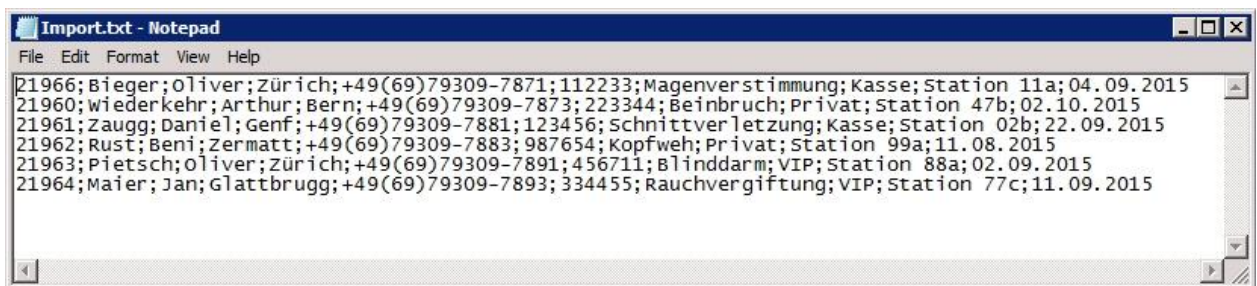 Import.txt - Notepad
File Edit Format View Help
21966;Bieger;Oliver;Zürich;+49(69)79309-7871;112233;Magenverstimmung;Kasse;Station 11a;04.09.2015
21960;Wiederkehr;Arthur;Bern;+49(69)79309-7873;223344;Beinbruch;Privat;Station 47b;02.10.2015
21961;Zaugg;Daniel;Genf;+49(69)79309-7881;123456;Schnittverletzung;Kasse;Station 02b;22.09.2015
21962;Rust;Beni;Zermatt;+49(69)79309-7883;987654;Kopfweh;Privat;Station 99a;11.08.2015
21963;Pietsch;Oliver;Zürich;+49(69)79309-7891;456711;Blinddarm;VIP;Station 88a;02.09.2015
21964;Maier;Jan;Glattbrugg;+49(69)79309-7893;334455;Rauchvergiftung;VIP;Station 77c;11.09.2015